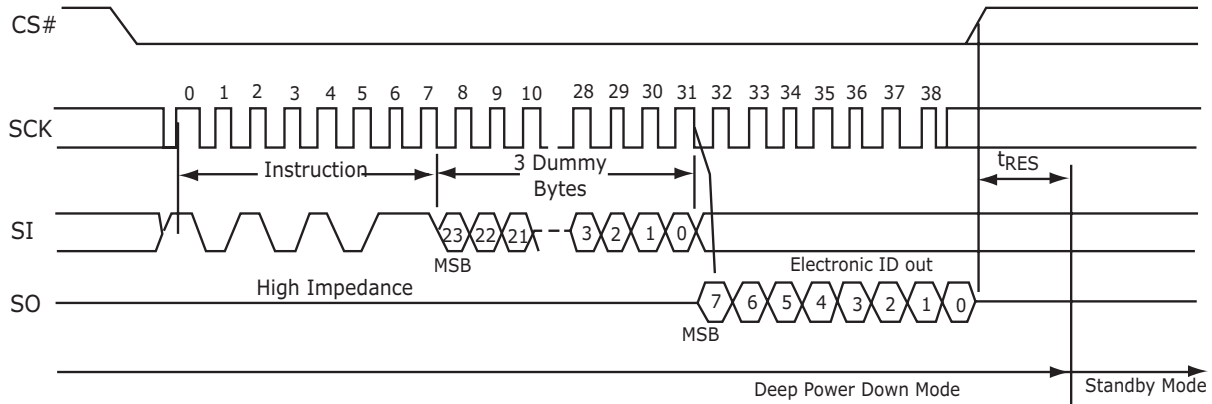 CS#
0 1 2 3 4 5 6 7 8 9 10 28 29 30 31 32 33 34 35 36 37 38
SCK
Instruction
3 Dummy
Bytes
tRES
SI
23 22 21 3 2 1 0
MSB
Electronic ID out
High Impedance
SO
7 6 5 4 3 2 1 0
MSB
Deep Power Down Mode
Standby Mode